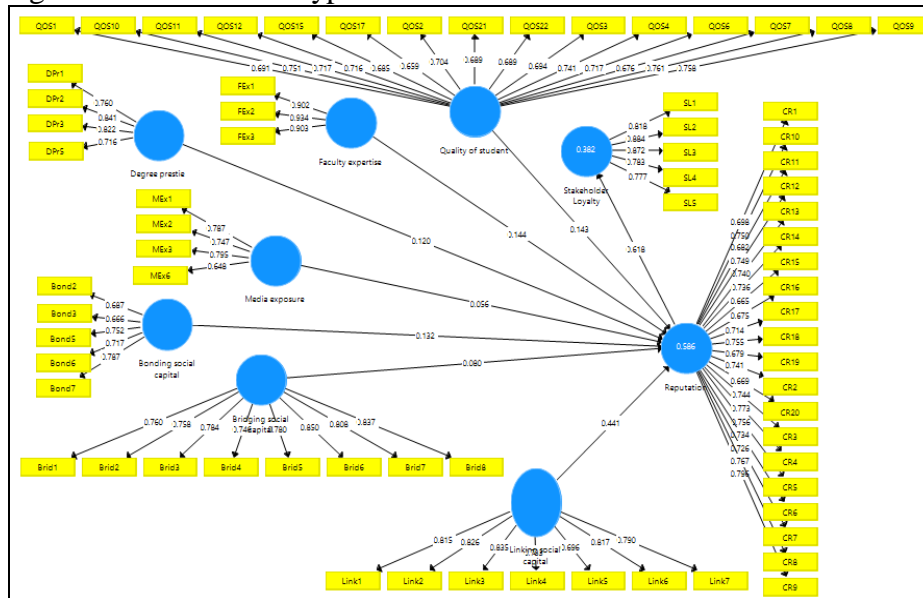 QOS1 QOS10 QOS11 QOS12 QOS15 QOS17 QOS2 QOS21 QOS22 QOS3 QOS4 QOS6 QOS7 QOS8 QOS9
0.691 0.751 0.717 0.716 0.685 0.659 0.704 0.689 0.689 0.694 0.741 0.717 0.676 0.761 0.758
Quality of student
DPr1
DPr2
DPr3
DPr5
0.760
0.841
0.822
0.716
Degree prestie
FEx1
FEx2
FEx3
0.902
0.934
0.903
Faculty expertise
0.382
Stakeholder
Loyalty
0.818
0.884
0.872
0.783
0.777
SL1
SL2
SL3
SL4
SL5
MEx1
MEx2
MEx3
MEx6
0.787
0.747
0.795
0.648
Media exposure
Bond2
Bond3
Bond5
Bond6
Bond7
0.687
0.666
0.752
0.717
0.787
Bonding social
capital
0.120
0.144
0.143
0.618
0.056
0.132
0.080
0.441
0.586
Reputation
Bridging social
capital
0.760 0.758 0.784 0.780 0.850 0.808 0.837
Brid1 Brid2 Brid3 Brid4 Brid5 Brid6 Brid7 Brid8
Linking social
capital
0.815 0.826 0.835 0.696 0.817 0.790
Link1 Link2 Link3 Link4 Link5 Link6 Link7
0.698
0.750
0.682
0.749
0.740
0.736
0.665
0.675
0.714
0.755
0.679
0.741
0.669
0.744
0.773
0.756
0.734
0.726
0.767
CR1
CR10
CR11
CR12
CR13
CR14
CR15
CR16
CR17
CR18
CR19
CR2
CR20
CR3
CR4
CR5
CR6
CR7
CR8
CR9